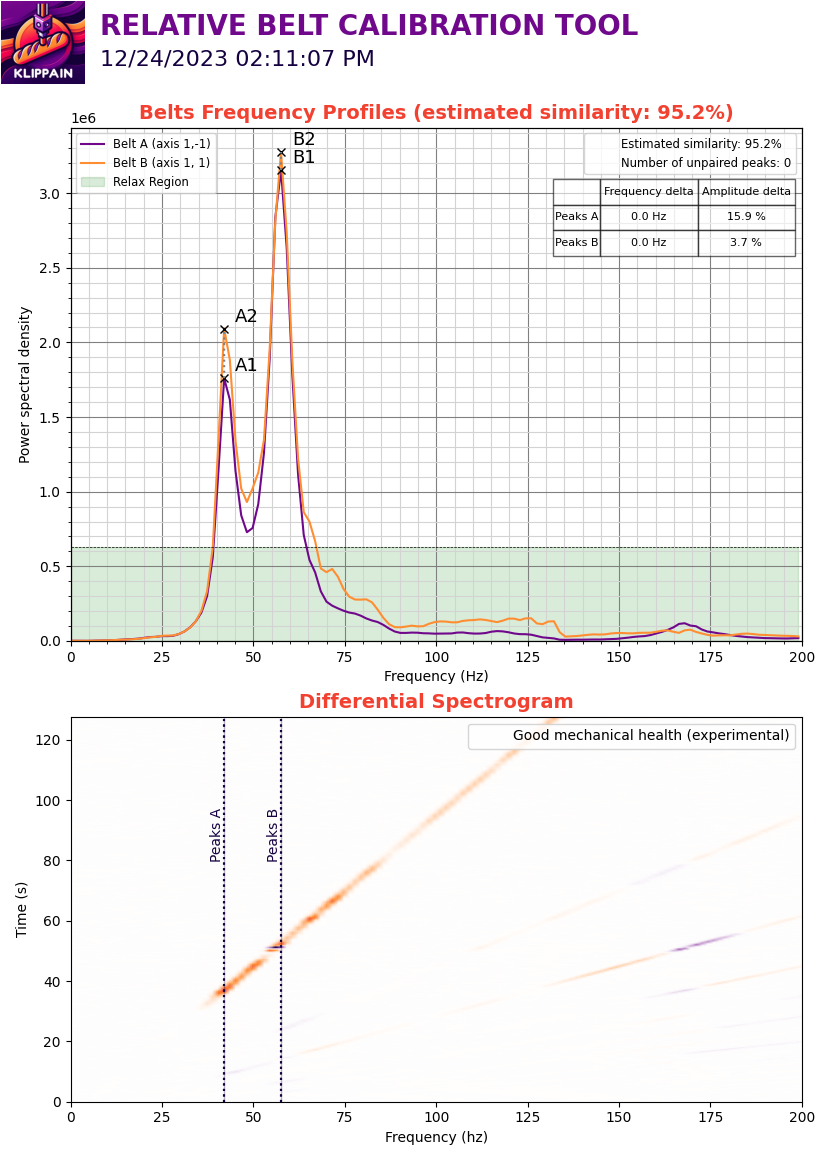 KLIPPAIN
RELATIVE BELT CALIBRATION TOOL
12/24/2023 02:11:07 PM
Belts Frequency Profiles (estimated similarity: 95.2%)
1e6
Belt A (axis 1,-1)
Belt B (axis 1, 1)
Relax Region
Estimated similarity: 95.2%
Number of unpaired peaks: 0
Frequency delta Amplitude delta
Peaks A 0.0 Hz 15.9 %
Peaks B 0.0 Hz 3.7 %
B2
B1
A2
A1
Power spectral density
3.0
2.5
2.0
1.5
1.0
0.5
0.0
0 25 50 75 100 125 150 175 200
Frequency (Hz)
Differential Spectrogram
Good mechanical health (experimental)
Peaks A
Peaks B
Time (s)
120
100
80
60
40
20
0
0 25 50 75 100 125 150 175 200
Frequency (hz)